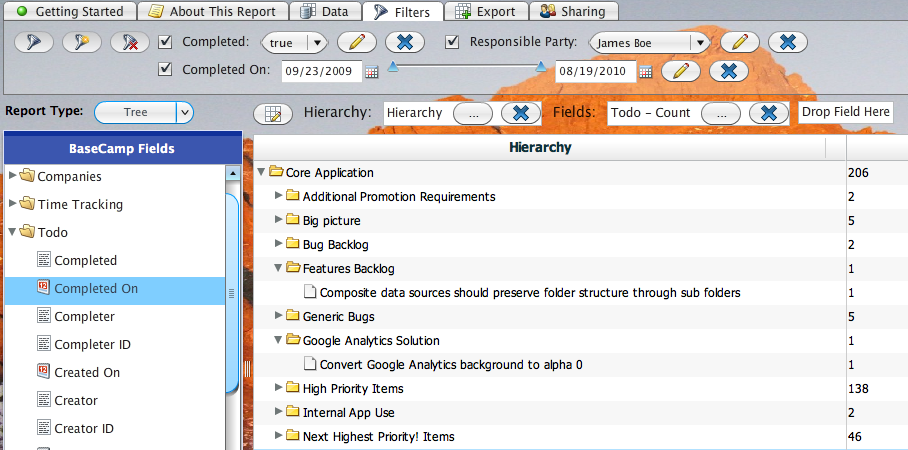 Getting Started About This Report Data Filters Export Sharing
Completed: true Responsible Party: James Boe
Completed On: 09/23/2009 08/19/2010
Report Type: Tree Hierarchy: Hierarchy ... Fields: Todo - Count ... Drop Field Here
BaseCamp Fields
Companies
Time Tracking
Todo
Completed
12 Completed On
Completer
Completer ID
12 Created On
Creator
Creator ID
Hierarchy
Core Application 206
Additional Promotion Requirements 2
Big picture 5
Bug Backlog 2
Features Backlog 1
Composite data sources should preserve folder structure through sub folders 1
Generic Bugs 5
Google Analytics Solution 1
Convert Google Analytics background to alpha 0 1
High Priority Items 138
Internal App Use 2
Next Highest Priority! Items 46